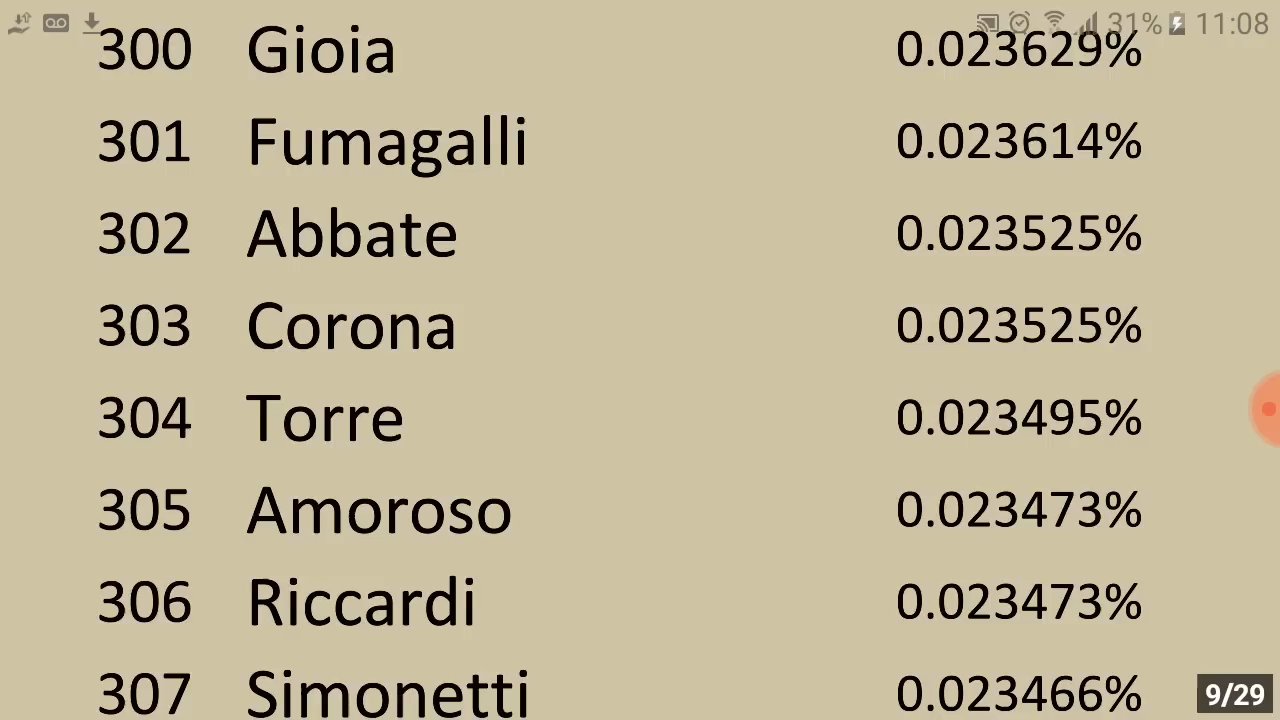 31% 11:08
300 Gioia 0.023629%
301 Fumagalli 0.023614%
302 Abbate 0.023525%
303 Corona 0.023525%
304 Torre 0.023495%
305 Amoroso 0.023473%
306 Riccardi 0.023473%
307 Simonetti 0.023466%
9/29